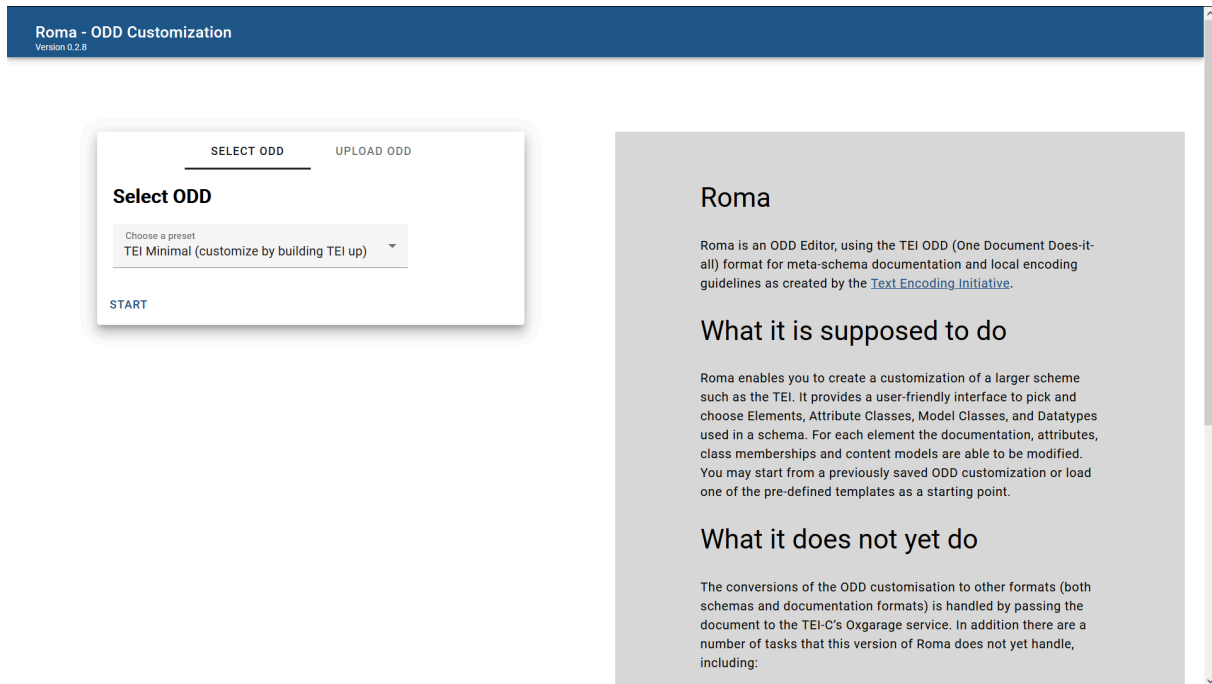 Roma - ODD Customization
Version 0.2.8
SELECT ODD UPLOAD ODD
Select ODD
Choose a preset
TEI Minimal (customize by building TEI up)
START
Roma
Roma is an ODD Editor, using the TEI ODD (One Document Does-it-
all) format for meta-schema documentation and local encoding
guidelines as created by the Text Encoding Initiative.
What it is supposed to do
Roma enables you to create a customization of a larger scheme
such as the TEI. It provides a user-friendly interface to pick and
choose Elements, Attribute Classes, Model Classes, and Datatypes
used in a schema. For each element the documentation, attributes,
class memberships and content models are able to be modified.
You may start from a previously saved ODD customization or load
one of the pre-defined templates as a starting point.
What it does not yet do
The conversions of the ODD customisation to other formats (both
schemas and documentation formats) is handled by passing the
document to the TEI-C’s Oxgarage service. In addition there are a
number of tasks that this version of Roma does not yet handle,
including: